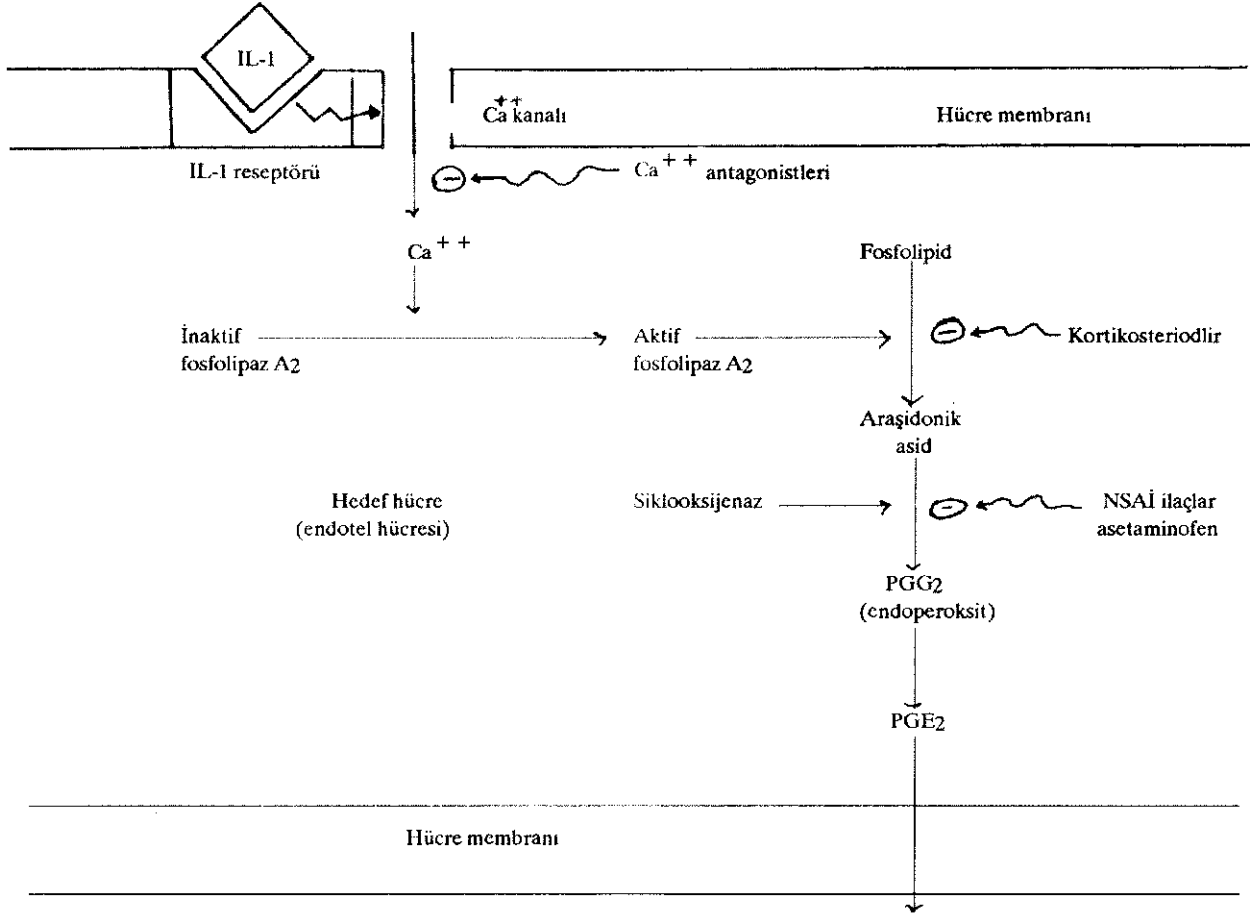 IL-1
Ca++ kanalı
Hücre membranı
IL-1 reseptörü
Ca++ antagonistleri
Ca++
Fosfolipid
İnaktif
fosfolipaz A2
Aktif
fosfolipaz A2
Kortikosteriodlir
Araşidonik
asid
Hedef hücre
(endotel hücresi)
Siklooksijenaz
NSAİ ilaçlar
asetaminofen
PGG2
(endoperoksit)
PGE2
Hücre membranı